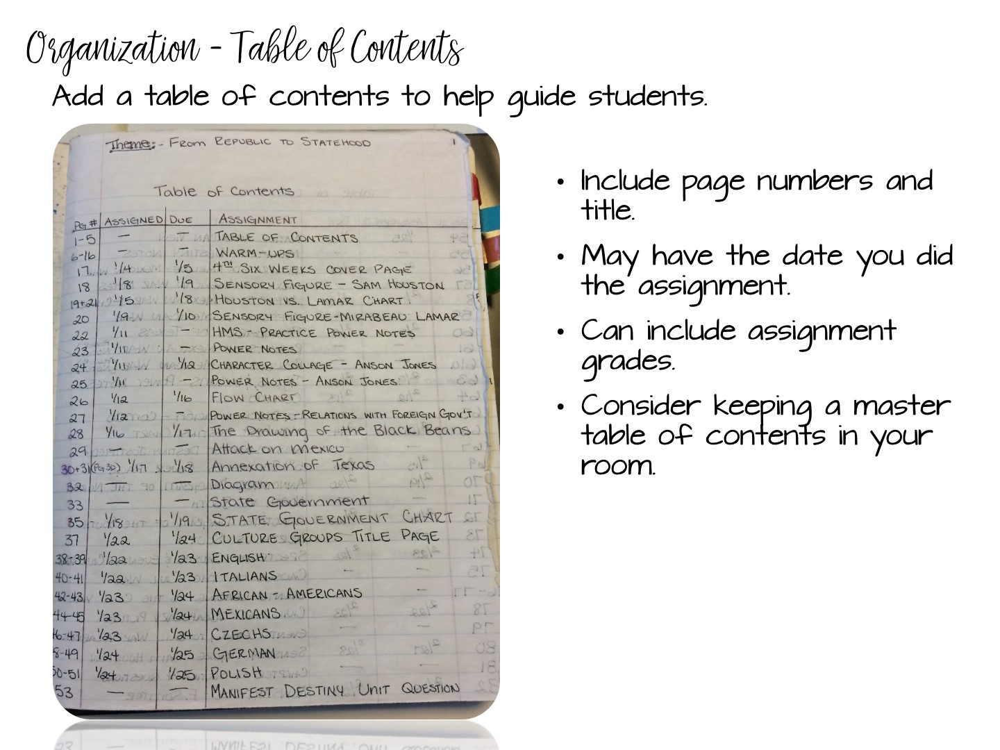 Organization - Table of Contents
Add a table of contents to help guide students.
Theme:- From Republic to Statehood
1
Table of Contents
Pg # Assigned Due Assignment
1-5 — — Table of Contents
6-16 — — Warm-ups
17 1/4 1/5 4th Six Weeks Cover Page
18 1/8 1/9 Sensory Figure - Sam Houston
19+21 1/5 1/8 Houston vs. Lamar Chart
20 1/9 1/10 Sensory Figure-Mirabeau Lamar
22 1/11 — HMS - Practice Power Notes
23 — Power Notes
24 1/11 1/12 Character Collage - Anson Jones
25 1/11 — Power Notes - Anson Jones
26 1/12 1/16 Flow Chart
27 1/12 — Power Notes - Relations with Foreign Gov't
28 1/16 1/17 The Drawing of the Black Beans
29 — — Attack on Mexico
30+31 (Pg 30) 1/17 1/18 Annexation of Texas
32 — — Diagram
33 — — State Government
35 1/18 1/19 State Government Chart
37 1/22 1/24 Culture Groups Title Page
38-39 1/22 1/23 English
40-41 1/22 1/23 Italians
42-43 1/23 1/24 African - Americans
44-45 1/23 1/24 Mexicans
6-47 1/23 1/24 Czechs
8-49 1/24 1/25 German
50-51 1/24 1/25 Polish
53 — — Manifest Destiny Unit Question
• Include page numbers and
title.
• May have the date you did
the assignment.
• Can include assignment
grades.
• Consider keeping a master
table of contents in your
room.